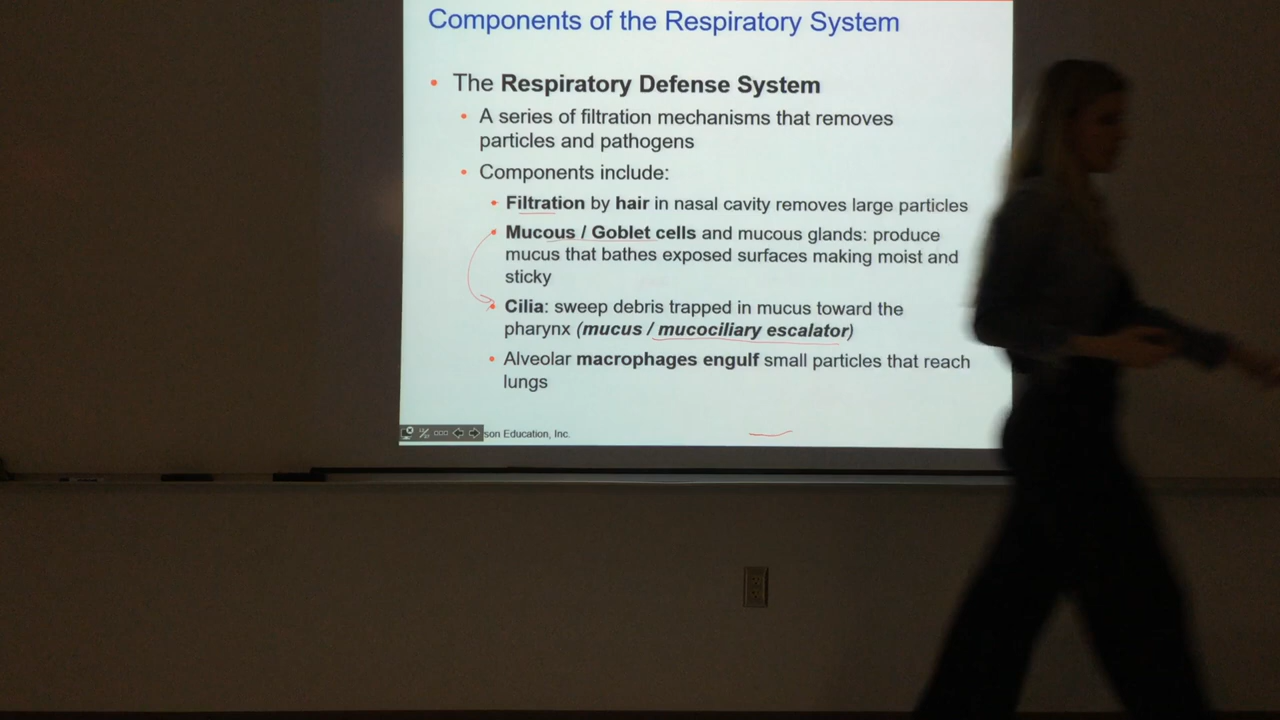 Components of the Respiratory System
• The Respiratory Defense System
• A series of filtration mechanisms that removes
particles and pathogens
• Components include:
• Filtration by hair in nasal cavity removes large particles
• Mucous / Goblet cells and mucous glands: produce
mucus that bathes exposed surfaces making moist and
sticky
• Cilia: sweep debris trapped in mucus toward the
pharynx (mucus / mucociliary escalator)
• Alveolar macrophages engulf small particles that reach
lungs
son Education, Inc.